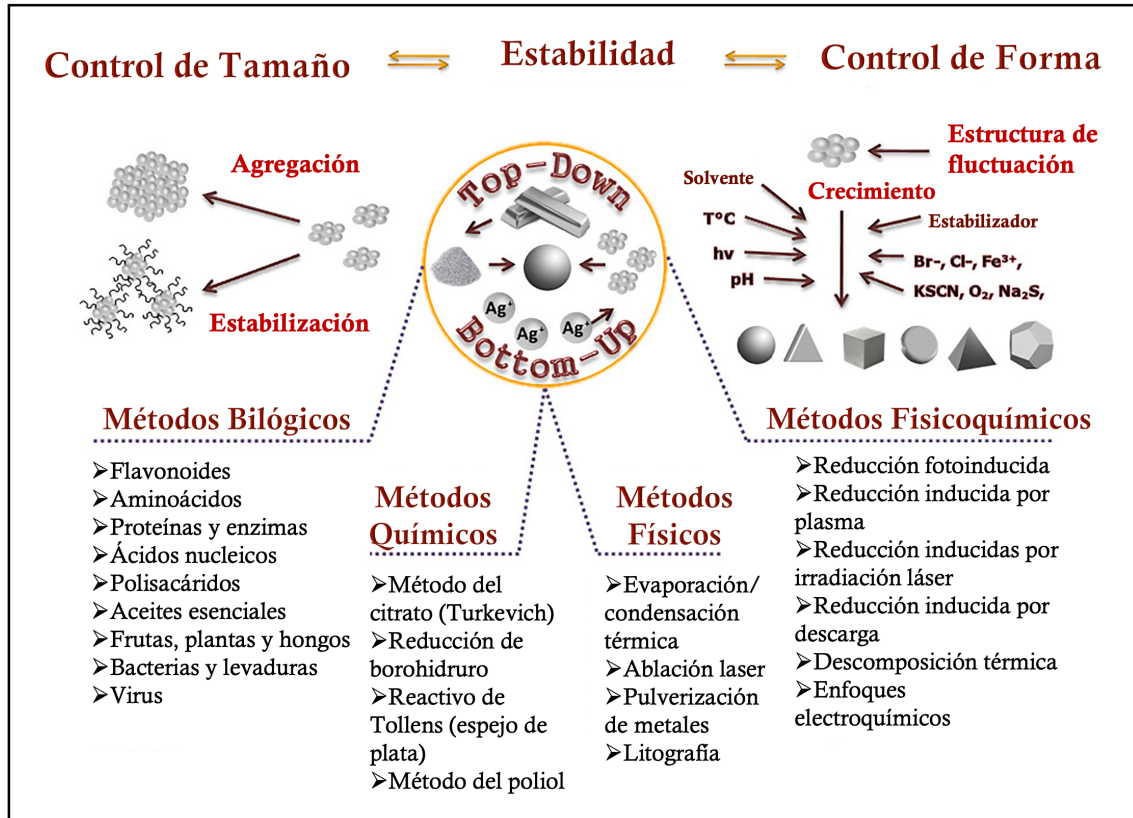 Control de Tamaño
Estabilidad
Control de Forma
Agregación
Estabilización
Top-Down
Ag⁺
Ag⁺
Ag⁺
Bottom-Up
Estructura de
fluctuación
Crecimiento
Solvente
T°C
hv
pH
Estabilizador
Br-, Cl-, Fe³⁺,
KSCN, O₂, Na₂S,
Métodos Bilógicos
➤Flavonoides
➤Aminoácidos
➤Proteínas y enzimas
➤Ácidos nucleicos
➤Polisacáridos
➤Aceites esenciales
➤Frutas, plantas y hongos
➤Bacterias y levaduras
➤Virus
Métodos
Químicos
➤Método del
citrato (Turkevich)
➤Reducción de
borohidruro
➤Reactivo de
Tollens (espejo de
plata)
➤Método del poliol
Métodos
Físicos
➤Evaporación/
condensación
térmica
➤Ablación laser
➤Pulverización
de metales
➤Litografía
Métodos Fisicoquímicos
➤Reducción fotoinducida
➤Reducción inducida por
plasma
➤Reducción inducidas por
irradiación láser
➤Reducción inducida por
descarga
➤Descomposición térmica
➤Enfoques
electroquímicos